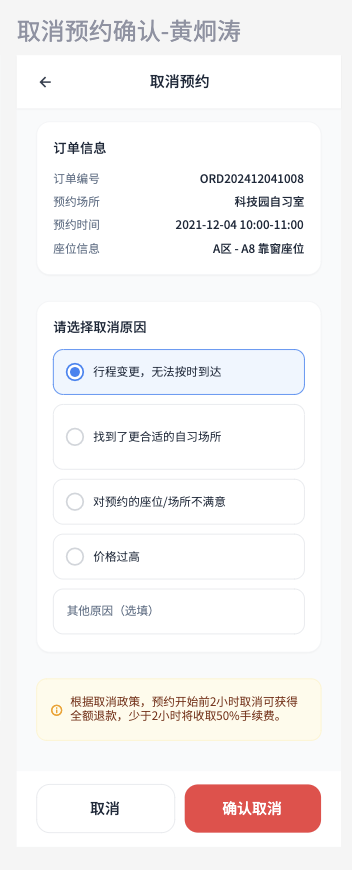 取消预约确认-黄炯涛
取消预约
订单信息
订单编号 ORD202412041008
预约场所 科技园自习室
预约时间 2021-12-04 10:00-11:00
座位信息 A区 - A8 靠窗座位
请选择取消原因
行程变更，无法按时到达
找到了更合适的自习场所
对预约的座位/场所不满意
价格过高
其他原因（选填）
根据取消政策，预约开始前2小时取消可获得
全额退款，少于2小时将收取50%手续费。
取消 确认取消